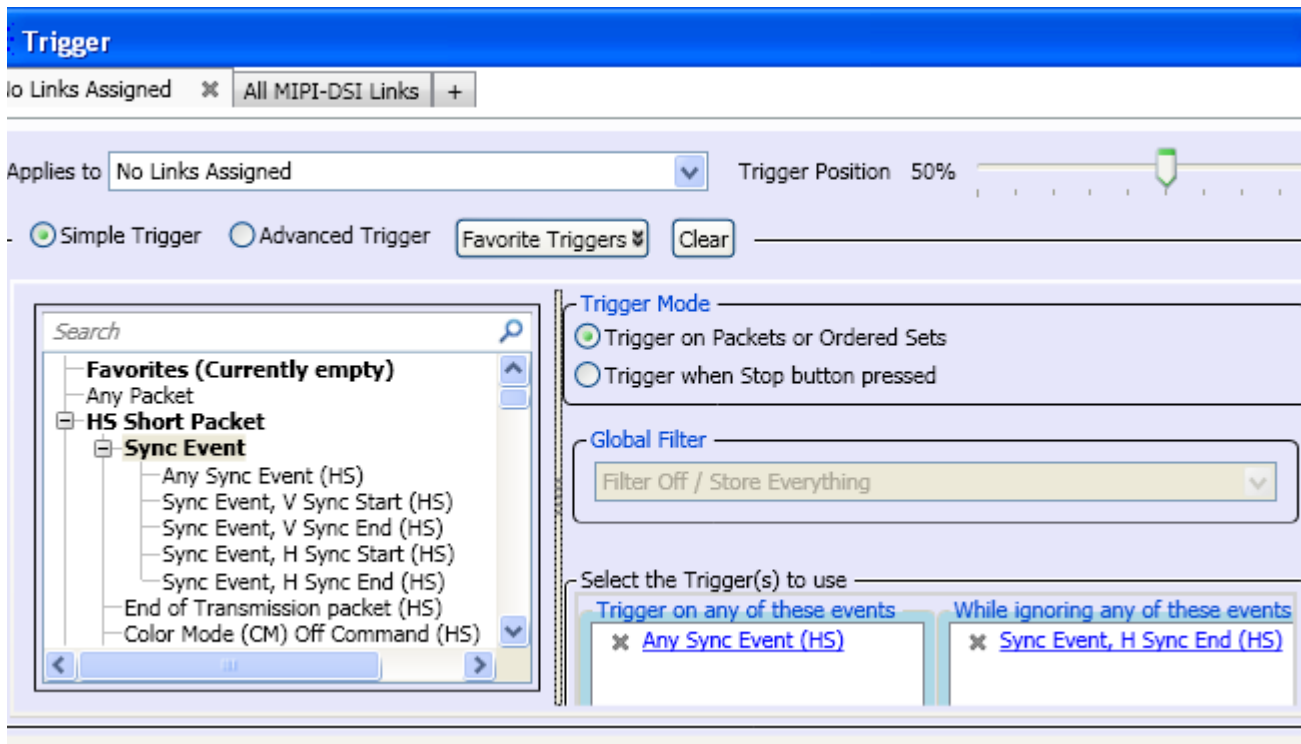 Trigger
No Links Assigned
All MIPI-DSI Links +
Applies to No Links Assigned Trigger Position 50%
Simple Trigger Advanced Trigger Favorite Triggers Clear
Search
Favorites (Currently empty)
Any Packet
HS Short Packet
Sync Event
Any Sync Event (HS)
Sync Event, V Sync Start (HS)
Sync Event, V Sync End (HS)
Sync Event, H Sync Start (HS)
Sync Event, H Sync End (HS)
End of Transmission packet (HS)
Color Mode (CM) Off Command (HS)
Trigger Mode
Trigger on Packets or Ordered Sets
Trigger when Stop button pressed
Global Filter
Filter Off / Store Everything
Select the Trigger(s) to use
Trigger on any of these events
Any Sync Event (HS)
While ignoring any of these events
Sync Event, H Sync End (HS)